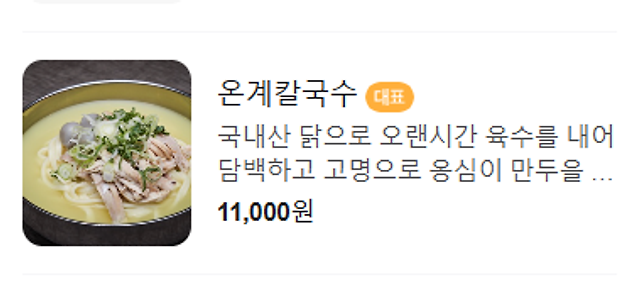 온계칼국수 대표
국내산 닭으로 오랜시간 육수를 내어
담백하고 고명으로 옹심이 만두을 ...
11,000원